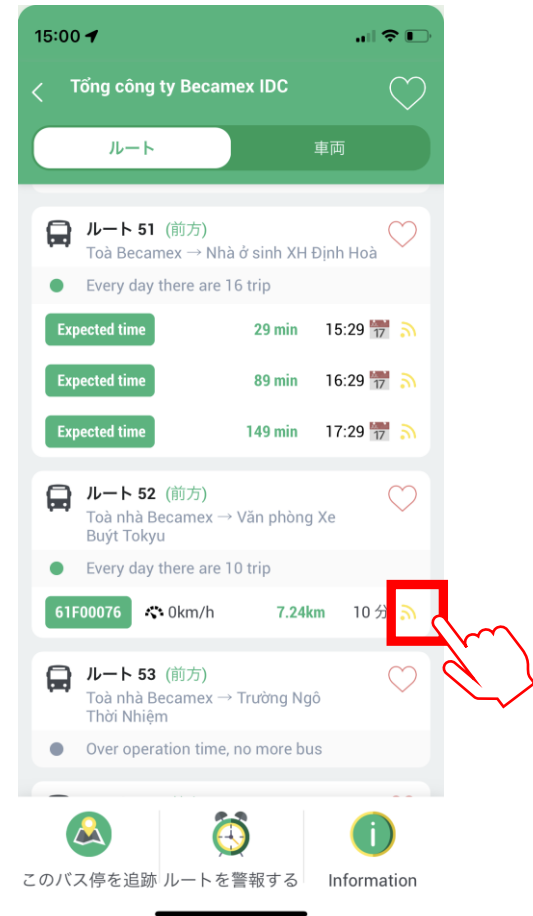 15:00
Tổng công ty Becamex IDC
ルート 車両
ルート 51 (前方)
Toà Becamex → Nhà ở sinh XH Định Hoà
Every day there are 16 trip
Expected time 29 min 15:29 17
Expected time 89 min 16:29 17
Expected time 149 min 17:29 17
ルート 52 (前方)
Toà nhà Becamex → Văn phòng Xe
Buýt Tokyu
Every day there are 10 trip
61F00076 0km/h 7.24km 10 分
ルート 53 (前方)
Toà nhà Becamex → Trường Ngô
Thời Nhiệm
Over operation time, no more bus
このバス停を追跡 ルートを警報する Information